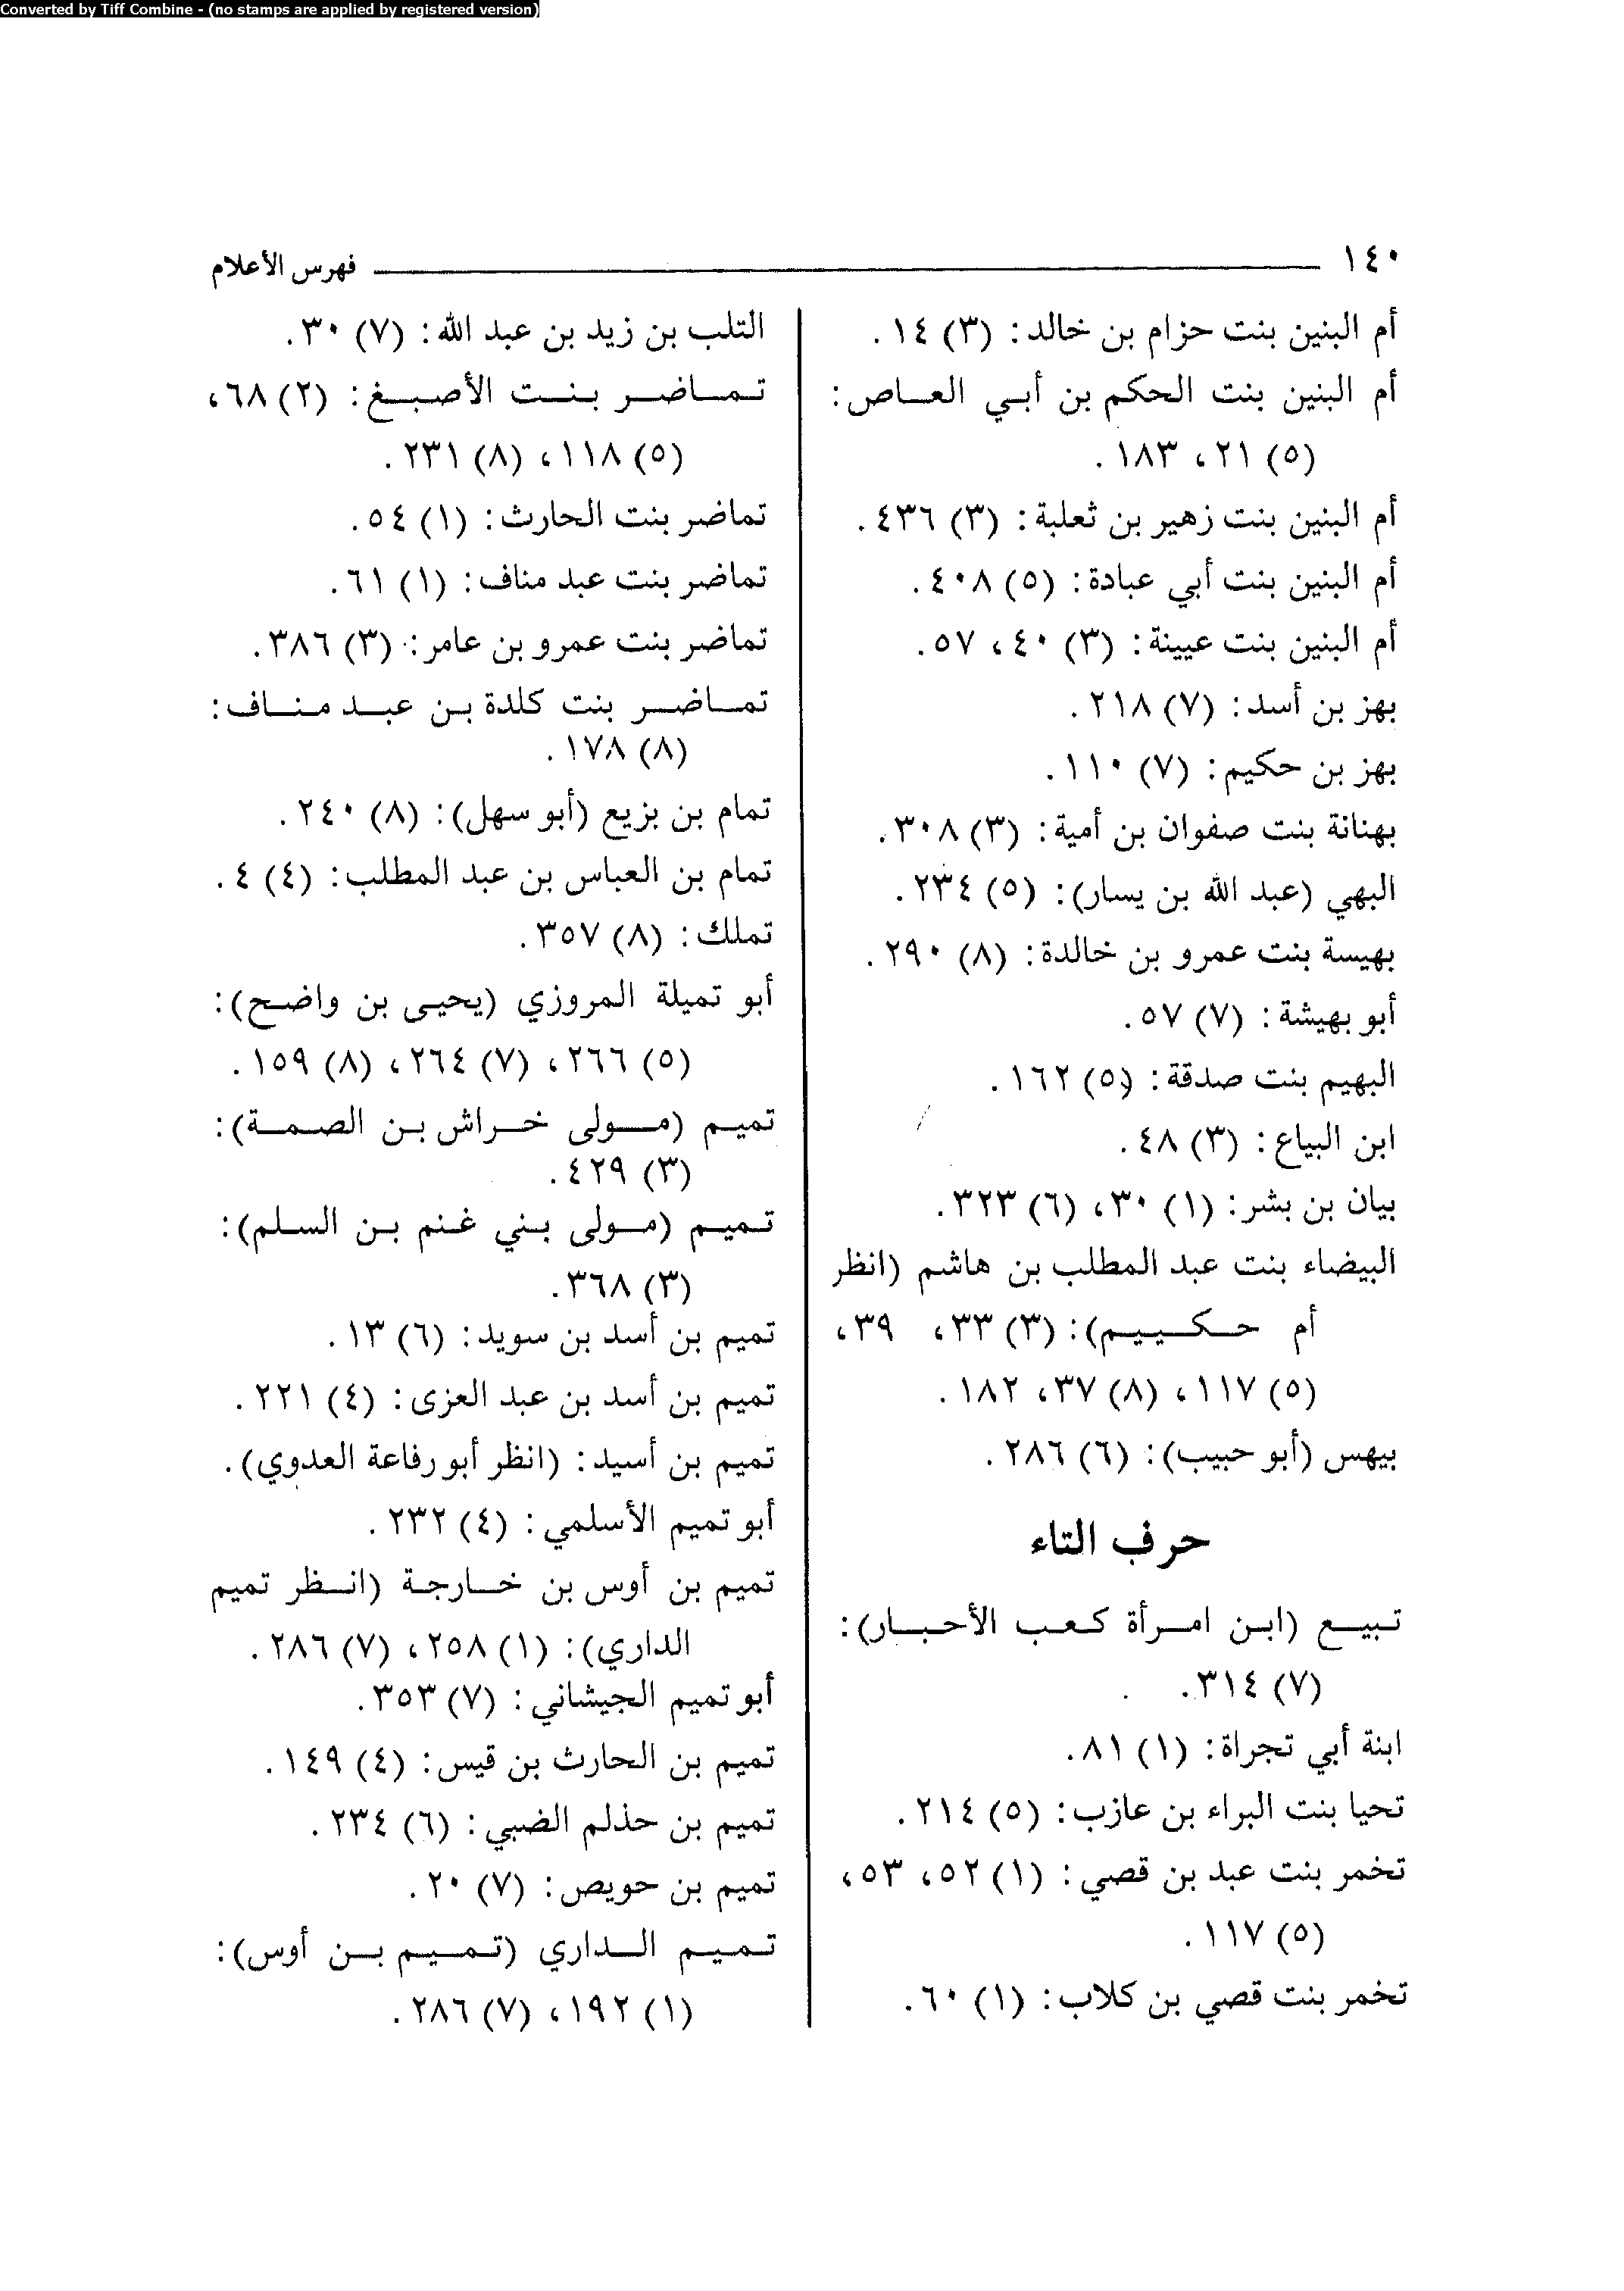 Converted by Tiff Combine - (no stamps are applied by registered version)
١٤٠ فهرس الأعلام
أم البنين بنت حزام بن خالد: (٣) ١٤.
أم البنين بنت الحكم بن أبي العاص:
(٥) ٢١، ١٨٣.
أم البنين بنت زهير بن ثعلبة: (٣) ٤٣٦.
أم البنين بنت أبي عبادة: (٥) ٤٠٨.
أم البنين بنت عيينة: (٣) ٤٠، ٥٧.
بهز بن أسد: (٧) ٢١٨.
بهز بن حكيم: (٧) ١١٠.
بهنانة بنت صفوان بن أمية: (٣) ٣٠٨.
البهي (عبد الله بن يسار): (٥) ٢٣٤.
بهيسة بنت عمرو بن خالدة: (٨) ٢٩٠.
أبو بهيشة: (٧) ٥٧.
البهيم بنت صدقة: (٥) ١٦٢.
ابن البياع: (٣) ٤٨.
بيان بن بشر: (١) ٣٠، (٦) ٣٢٣.
البيضاء بنت عبد المطلب بن هاشم (انظر
أم حكييم): (٣) ٣٣، ٣٩،
(٥) ١١٧، (٨) ٣٧، ١٨٢.
بيهس (أبو حبيب): (٦) ٢٨٦.
حرف التاء
تبيع (ابن امرأة كعب الأحبار):
(٧) ٣١٤.
ابنة أبي تجراة: (١) ٨١.
تحيا بنت البراء بن عازب: (٥) ٢١٤.
تخمر بنت عبد بن قصي: (١) ٥٢، ٥٣،
(٥) ١١٧.
تخمر بنت قصي بن كلاب: (١) ٦٠.
التلب بن زيد بن عبد الله: (٧) ٣٠.
تماضر بنت الأصبغ: (٢) ٦٨،
(٥) ١١٨، (٨) ٢٣١.
تماضر بنت الحارث: (١) ٥٤.
تماضر بنت عبد مناف: (١) ٦١.
تماضر بنت عمرو بن عامر: (٣) ٣٨٦.
تماضر بنت كلدة بن عبد مناف:
(٨) ١٧٨.
تمام بن بزيع (أبو سهل): (٨) ٢٤٠.
تمام بن العباس بن عبد المطلب: (٤) ٤.
تملك: (٨) ٣٥٧.
أبو تميلة المروزي (يحيى بن واضح):
(٥) ٢٦٦، (٧) ٢٦٤، (٨) ١٥٩.
تميم (مولى خراش بن الصمة):
(٣) ٤٢٩.
تميم (مولى بني غنم بن السلم):
(٣) ٣٦٨.
تميم بن أسد بن سويد: (٦) ١٣.
تميم بن أسد بن عبد العزى: (٤) ٢٢١.
تميم بن أسيد: (انظر أبو رفاعة العدوي).
أبو تميم الأسلمي: (٤) ٢٣٢.
تميم بن أوس بن خارجة (انظر تميم
الداري): (١) ٢٥٨، (٧) ٢٨٦.
أبو تميم الجيشاني: (٧) ٣٥٣.
تميم بن الحارث بن قيس: (٤) ١٤٩.
تميم بن حذلم الضبي: (٦) ٢٣٤.
تميم بن حويص: (٧) ٢٠.
تميم الداري (تميم بن أوس):
(١) ١٩٢، (٧) ٢٨٦.